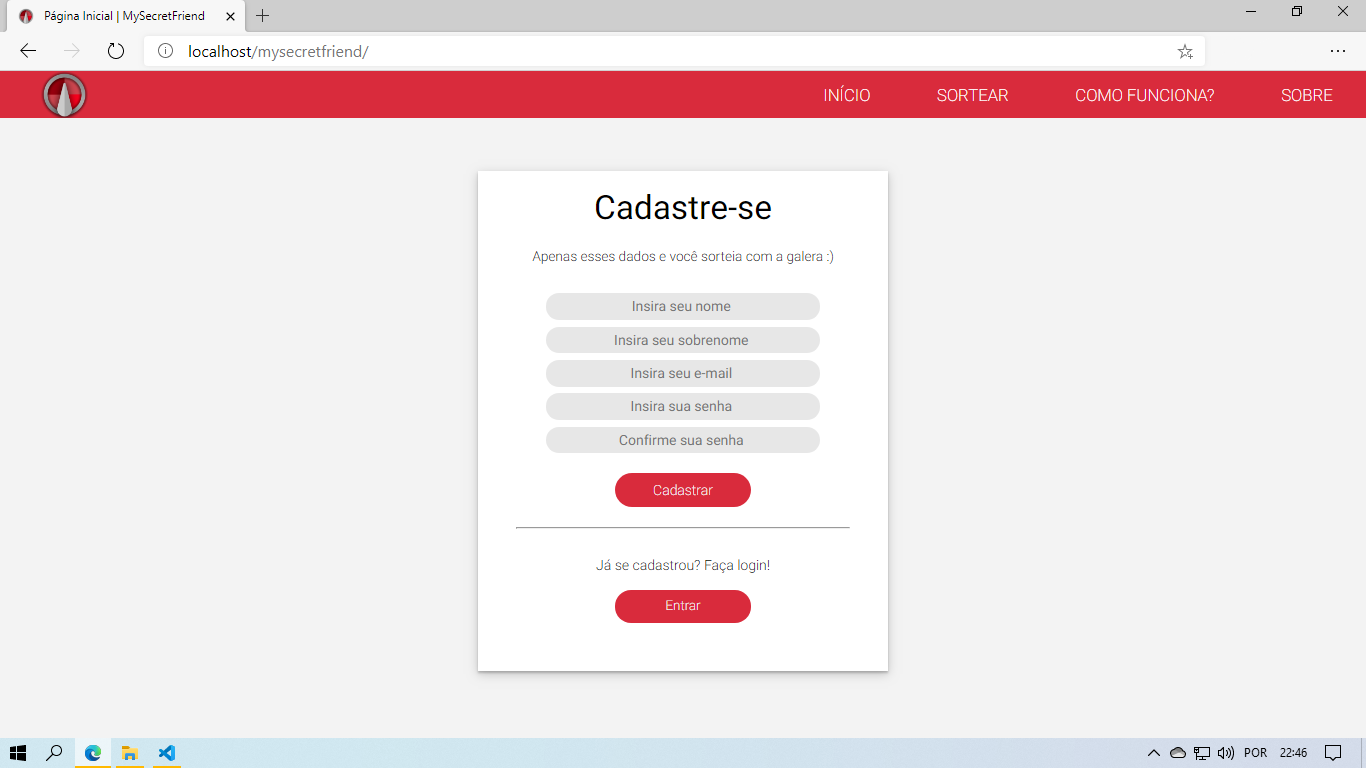 Página Inicial | MySecretFriend
localhost/mysecretfriend/
INÍCIO SORTEAR COMO FUNCIONA? SOBRE
Cadastre-se
Apenas esses dados e você sorteia com a galera :)
Insira seu nome
Insira seu sobrenome
Insira seu e-mail
Insira sua senha
Confirme sua senha
Cadastrar
Já se cadastrou? Faça login!
Entrar
POR 22:46